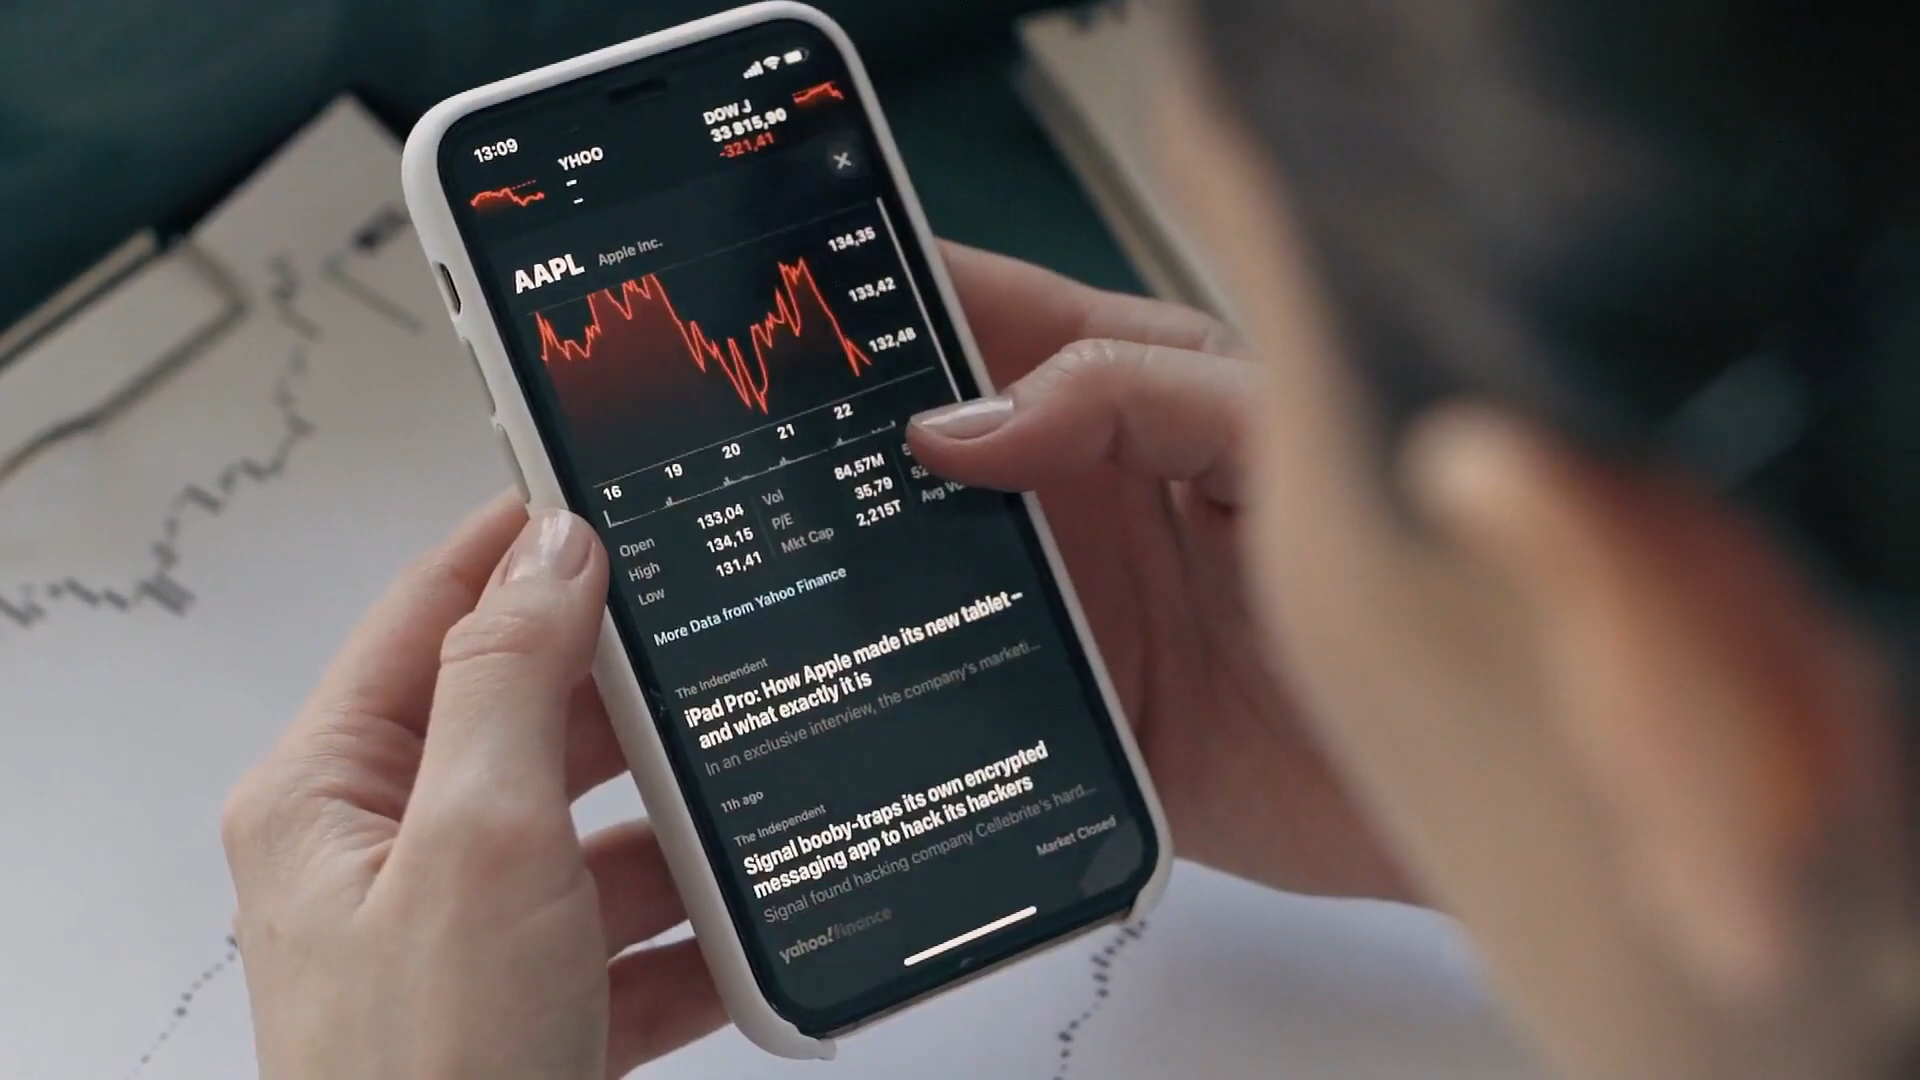 13:09
YHOO
-
-
DOW J
33 815,90
-321,41
AAPL Apple Inc.
134,35
133,42
132,48
16 19 20 21 22
Open 133,04
High 134,15
Low 131,41
Vol 84,57M
P/E 35,79
Mkt Cap 2,215T
More Data from Yahoo Finance
The Independent
iPad Pro: How Apple made its new tablet –
and what exactly it is
In an exclusive interview, the company's marketi...
11h ago
The Independent
Signal booby-traps its own encrypted
messaging app to hack its hackers
Signal found hacking company Cellebrite's hard...
yahoo!finance
Market Closed